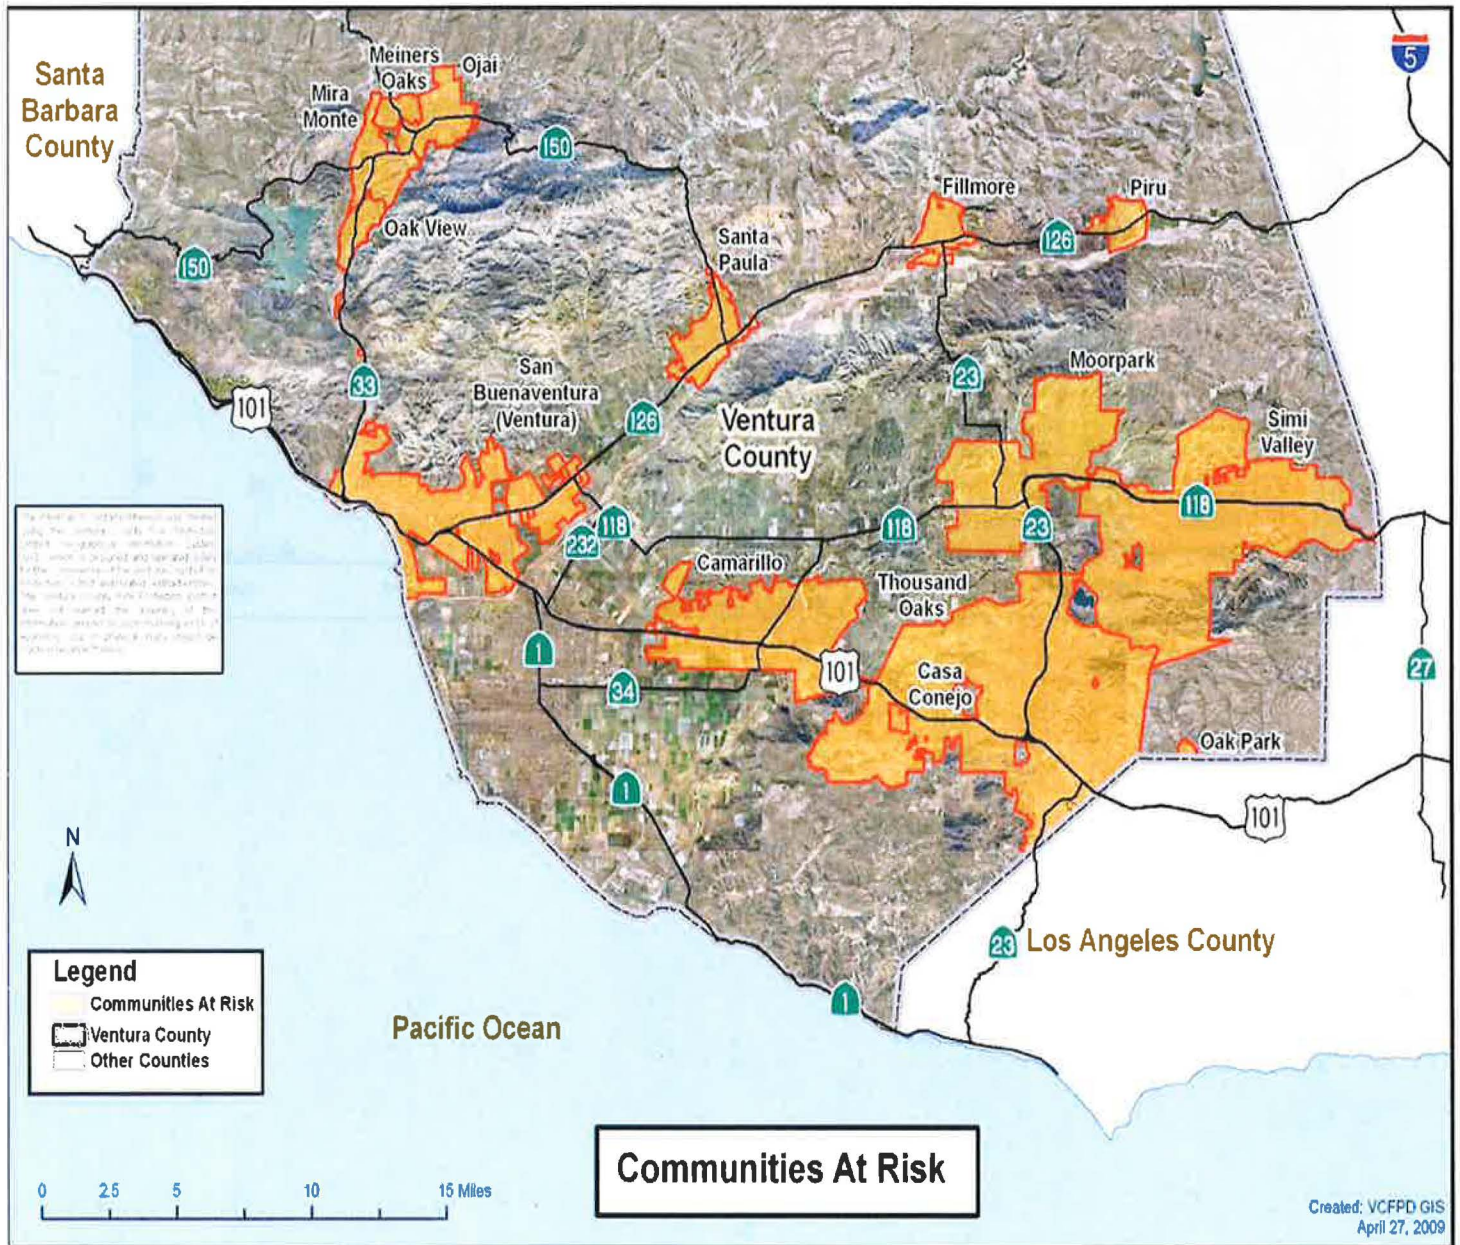 Santa
Barbara
County
Meiners
Oaks
Ojai
Mira
Monte
5
150
Fillmore
Piru
Oak View
Santa
Paula
126
150
33
San
Buenaventura
(Ventura)
126
101
Ventura
County
23
Moorpark
Simi
Valley
118
118
232
118
23
Camarillo
Thousand
Oaks
1
34
101
Casa
Conejo
27
Oak Park
1
101
N
23
Los Angeles County
Legend
Communities At Risk
Ventura County
Other Counties
1
Pacific Ocean
Communities At Risk
0 2.5 5 10 15 Miles
Created: VCFPD GIS
April 27, 2009